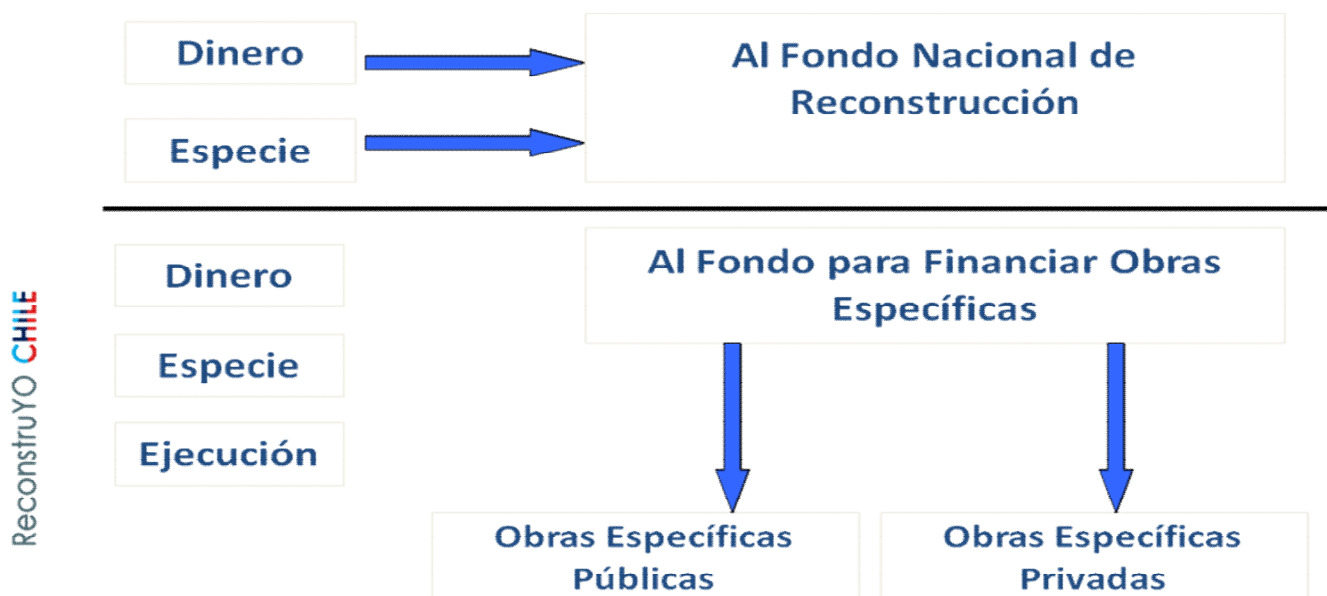 Dinero
Al Fondo Nacional de
Reconstrucción
Especie
Dinero
Al Fondo para Financiar Obras
Específicas
Especie
Ejecución
Obras Específicas
Públicas
Obras Específicas
Privadas
ReconstruYO CHILE